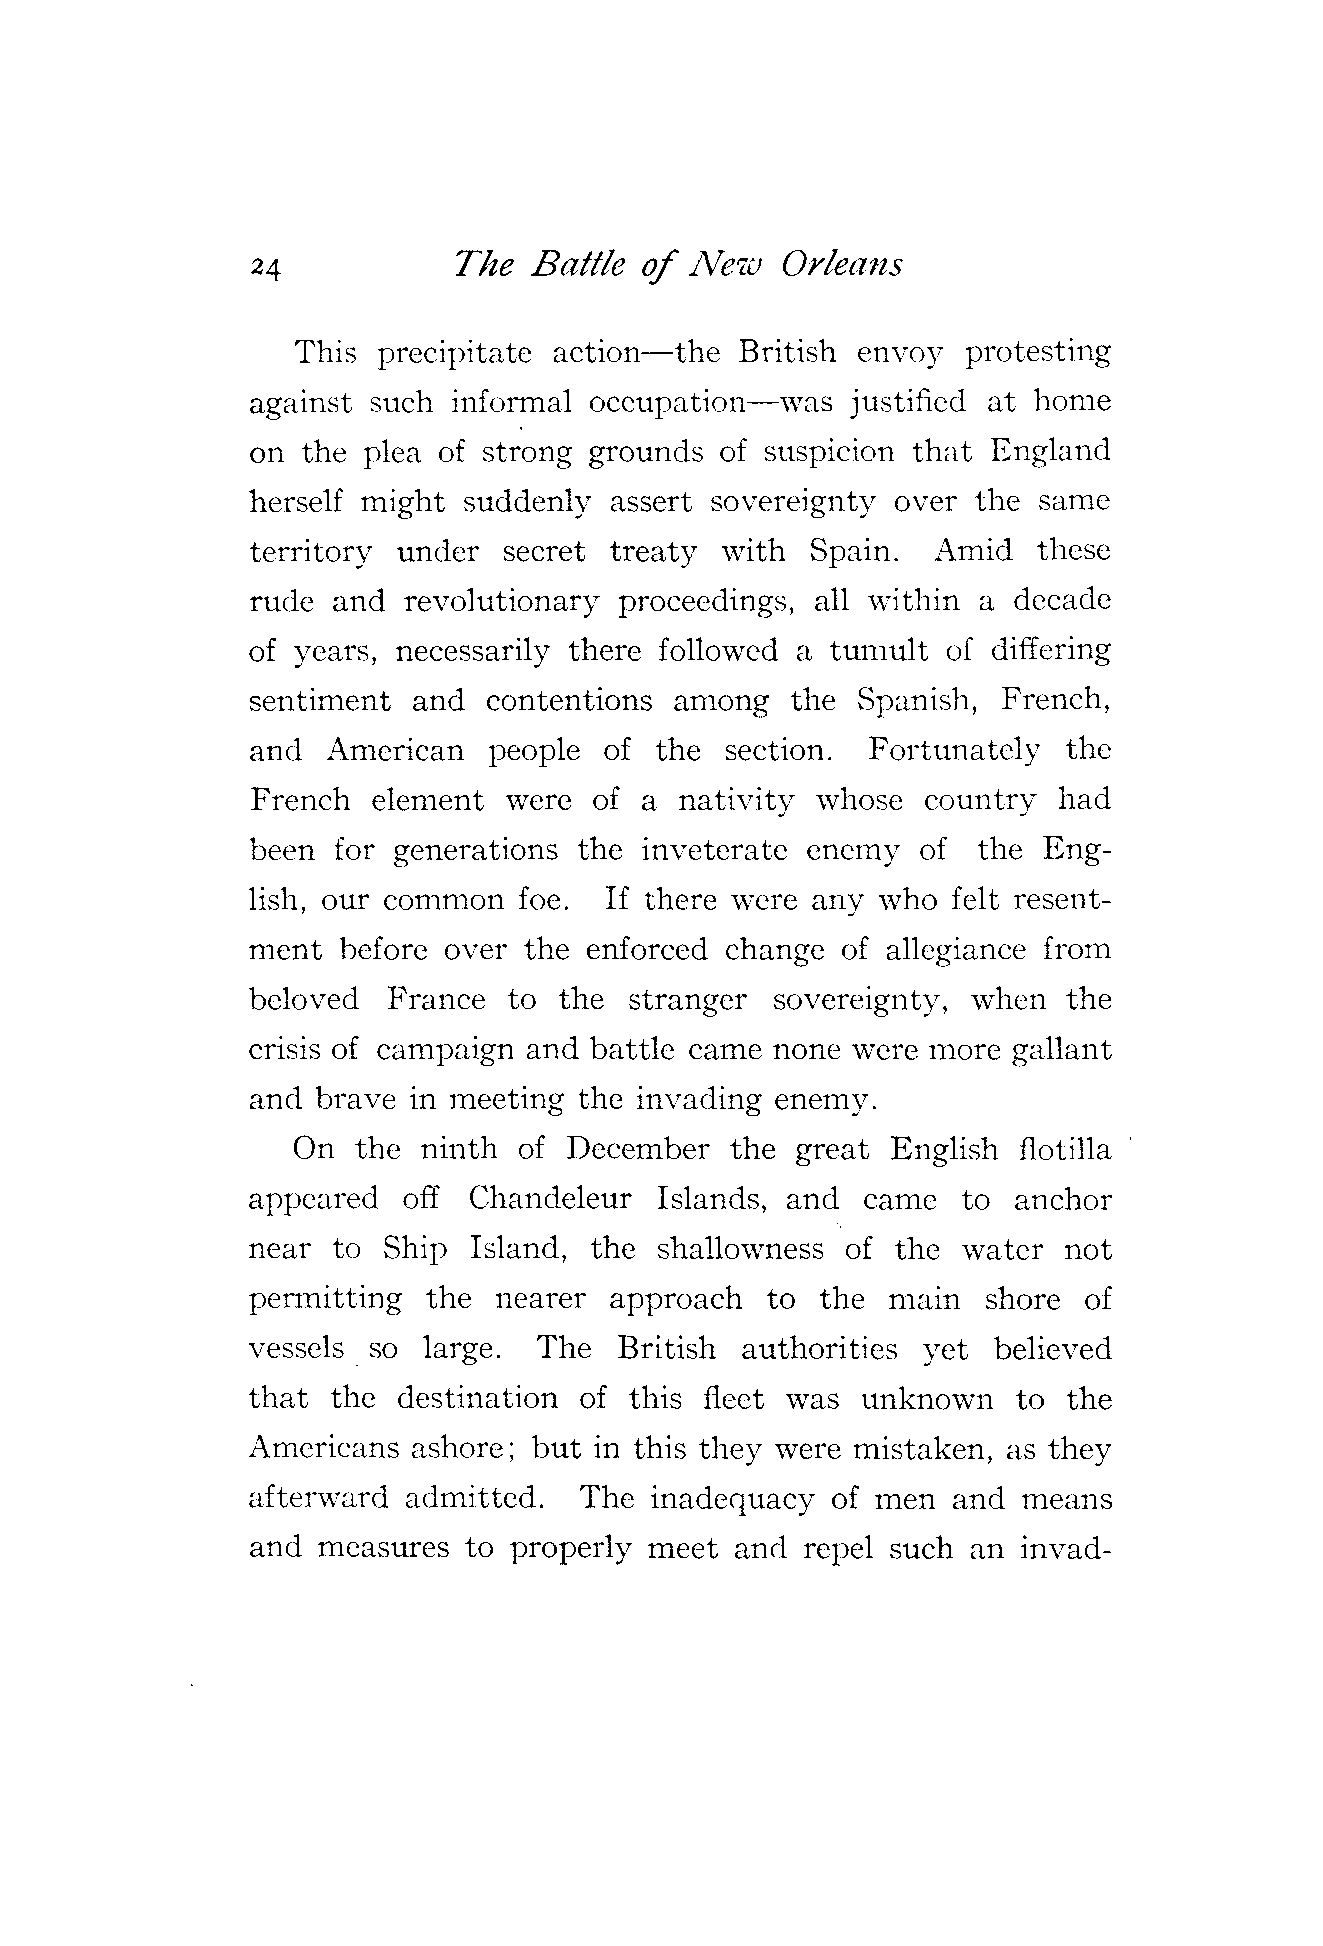 24 The Battle of New Orleans
This precipitate action—the British envoy protesting
against such informal occupation—was justified at home
on the plea of strong grounds of suspicion that England
herself might suddenly assert sovereignty over the same
territory under secret treaty with Spain. Amid these
rude and revolutionary proceedings, all within a decade
of years, necessarily there followed a tumult of differing
sentiment and contentions among the Spanish, French,
and American people of the section. Fortunately the
French element were of a nativity whose country had
been for generations the inveterate enemy of the Eng-
lish, our common foe. If there were any who felt resent-
ment before over the enforced change of allegiance from
beloved France to the stranger sovereignty, when the
crisis of campaign and battle came none were more gallant
and brave in meeting the invading enemy.
On the ninth of December the great English flotilla
appeared off Chandeleur Islands, and came to anchor
near to Ship Island, the shallowness of the water not
permitting the nearer approach to the main shore of
vessels so large. The British authorities yet believed
that the destination of this fleet was unknown to the
Americans ashore; but in this they were mistaken, as they
afterward admitted. The inadequacy of men and means
and measures to properly meet and repel such an invad-